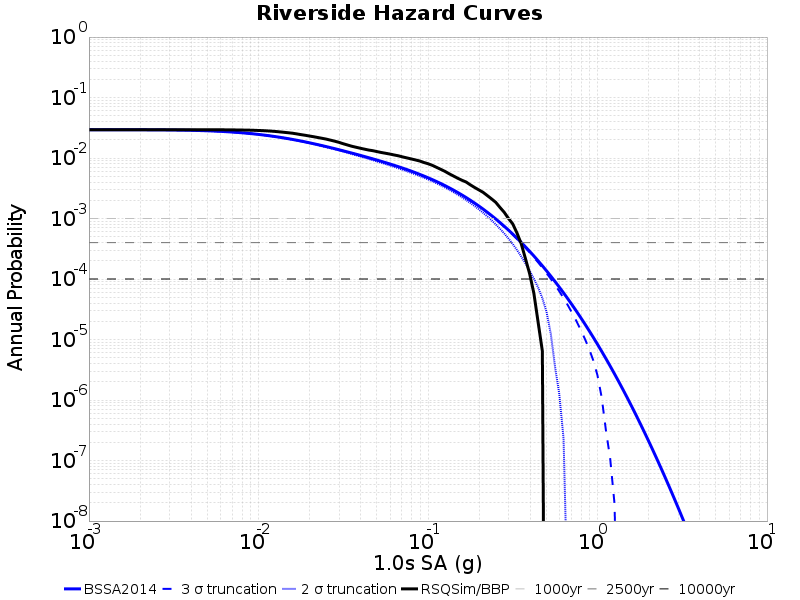 Riverside Hazard Curves
Annual Probability
10^0
10^-1
10^-2
10^-3
10^-4
10^-5
10^-6
10^-7
10^-8
10^-3 10^-2 10^-1 10^0 10^1
1.0s SA (g)
BSSA2014 3 σ truncation 2 σ truncation RSQSim/BBP 1000yr 2500yr 10000yr